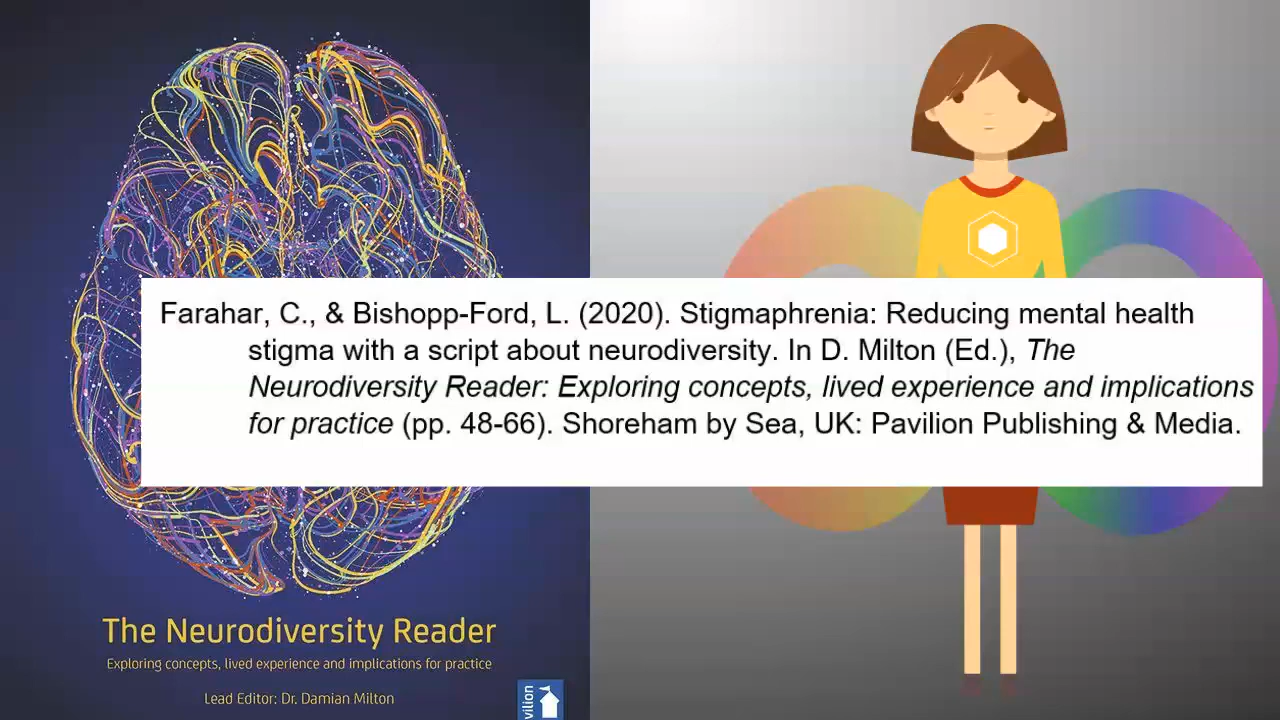 Farahar, C., & Bishopp-Ford, L. (2020). Stigmaphrenia: Reducing mental health
stigma with a script about neurodiversity. In D. Milton (Ed.), The
Neurodiversity Reader: Exploring concepts, lived experience and implications
for practice (pp. 48-66). Shoreham by Sea, UK: Pavilion Publishing & Media.
The Neurodiversity Reader
Exploring concepts, lived experience and implications for practice
Lead Editor: Dr. Damian Milton